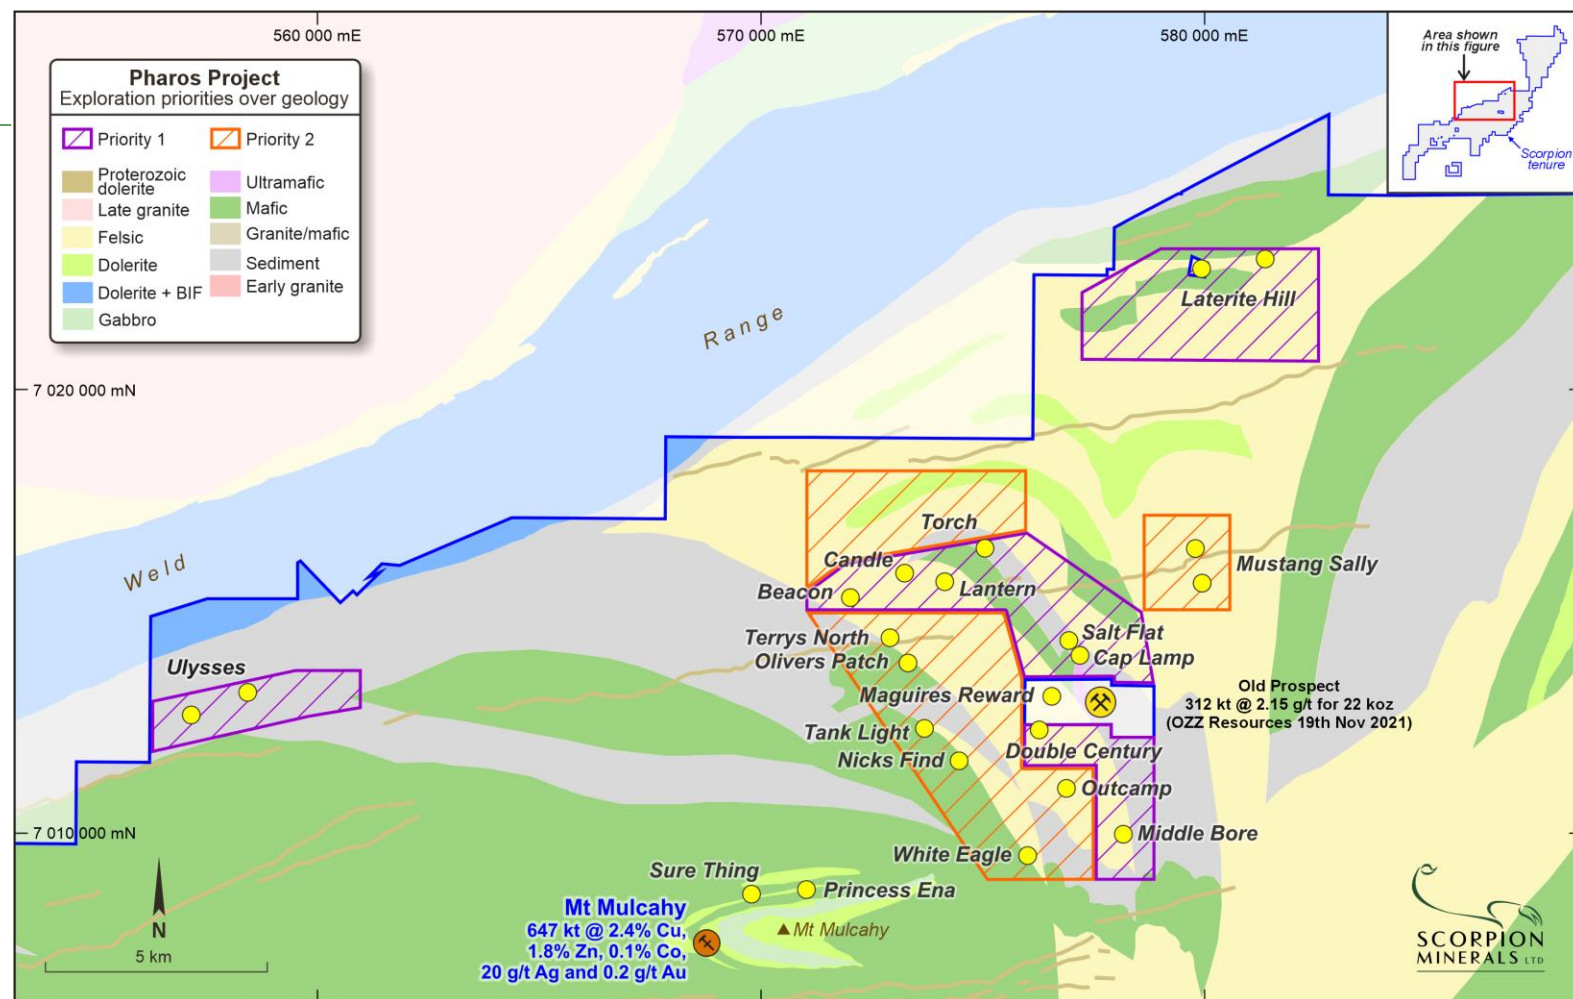 560 000 mE
570 000 mE
580 000 mE
Area shown
in this figure
Scorpion
tenure
Pharos Project
Exploration priorities over geology
Priority 1
Priority 2
Proterozoic
dolerite
Late granite
Felsic
Dolerite
Dolerite + BIF
Gabbro
Ultramafic
Mafic
Granite/mafic
Sediment
Early granite
Laterite Hill
Range
7 020 000 mN
Weld
Torch
Candle
Lantern
Beacon
Mustang Sally
Terrys North
Salt Flat
Olivers Patch
Cap Lamp
Ulysses
Maguires Reward
Old Prospect
312 kt @ 2.15 g/t for 22 koz
(OZZ Resources 19th Nov 2021)
Tank Light
Double Century
Nicks Find
Outcamp
7 010 000 mN
Middle Bore
White Eagle
Sure Thing
Princess Ena
Mt Mulcahy
647 kt @ 2.4% Cu,
1.8% Zn, 0.1% Co,
20 g/t Ag and 0.2 g/t Au
Mt Mulcahy
N
5 km
SCORPION
MINERALS LTD